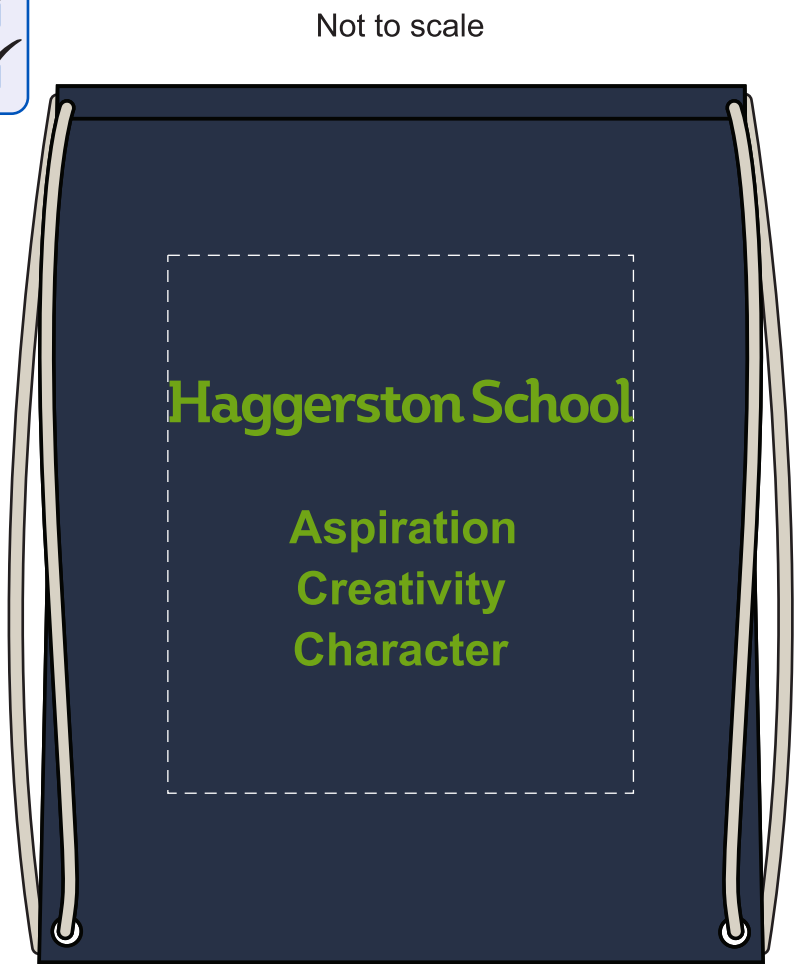 Not to scale
Haggerston School
Aspiration
Creativity
Character